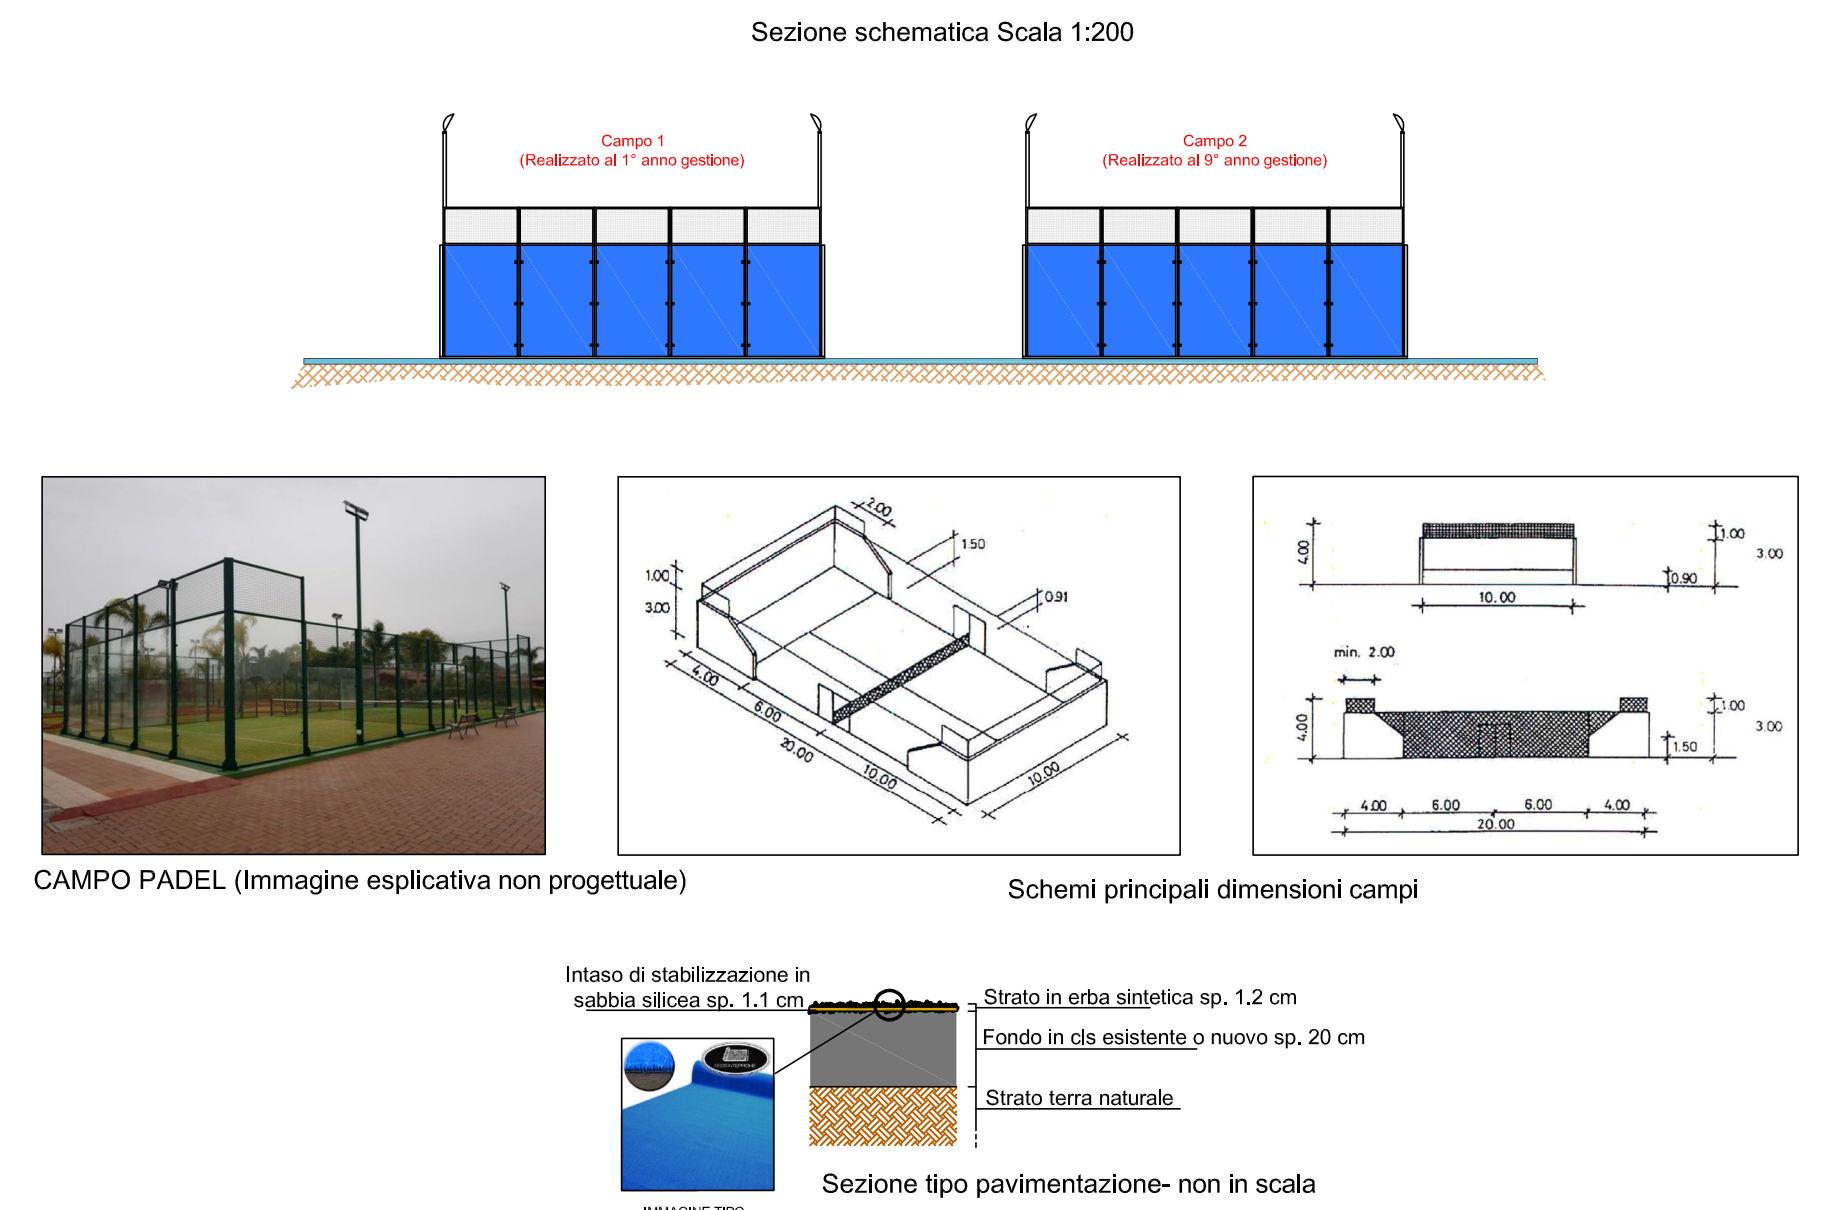 Sezione schematica Scala 1:200
Campo 1
(Realizzato al 1° anno gestione)
Campo 2
(Realizzato al 9° anno gestione)
2.00
1.50
1.00
3.00
0.91
4.00
6.00
20.00
10.00
10.00
4.00
1.00
3.00
0.90
10.00
min. 2.00
4.00
1.00
3.00
1.50
4.00 6.00 6.00 4.00
20.00
CAMPO PADEL (Immagine esplicativa non progettuale)
Schemi principali dimensioni campi
Intaso di stabilizzazione in
sabbia silicea sp. 1.1 cm
Strato in erba sintetica sp. 1.2 cm
Fondo in cls esistente o nuovo sp. 20 cm
Strato terra naturale
Sezione tipo pavimentazione- non in scala
IMMAGINE TIPO